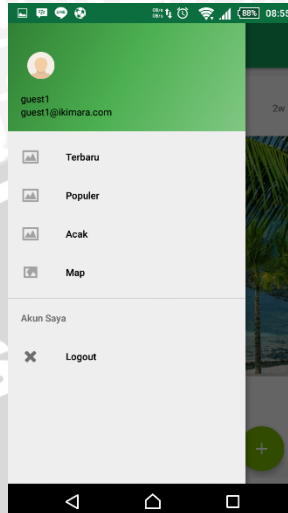 88% 08:55
guest1
guest1@ikimara.com
2w
Terbaru
Populer
Acak
Map
Akun Saya
Logout